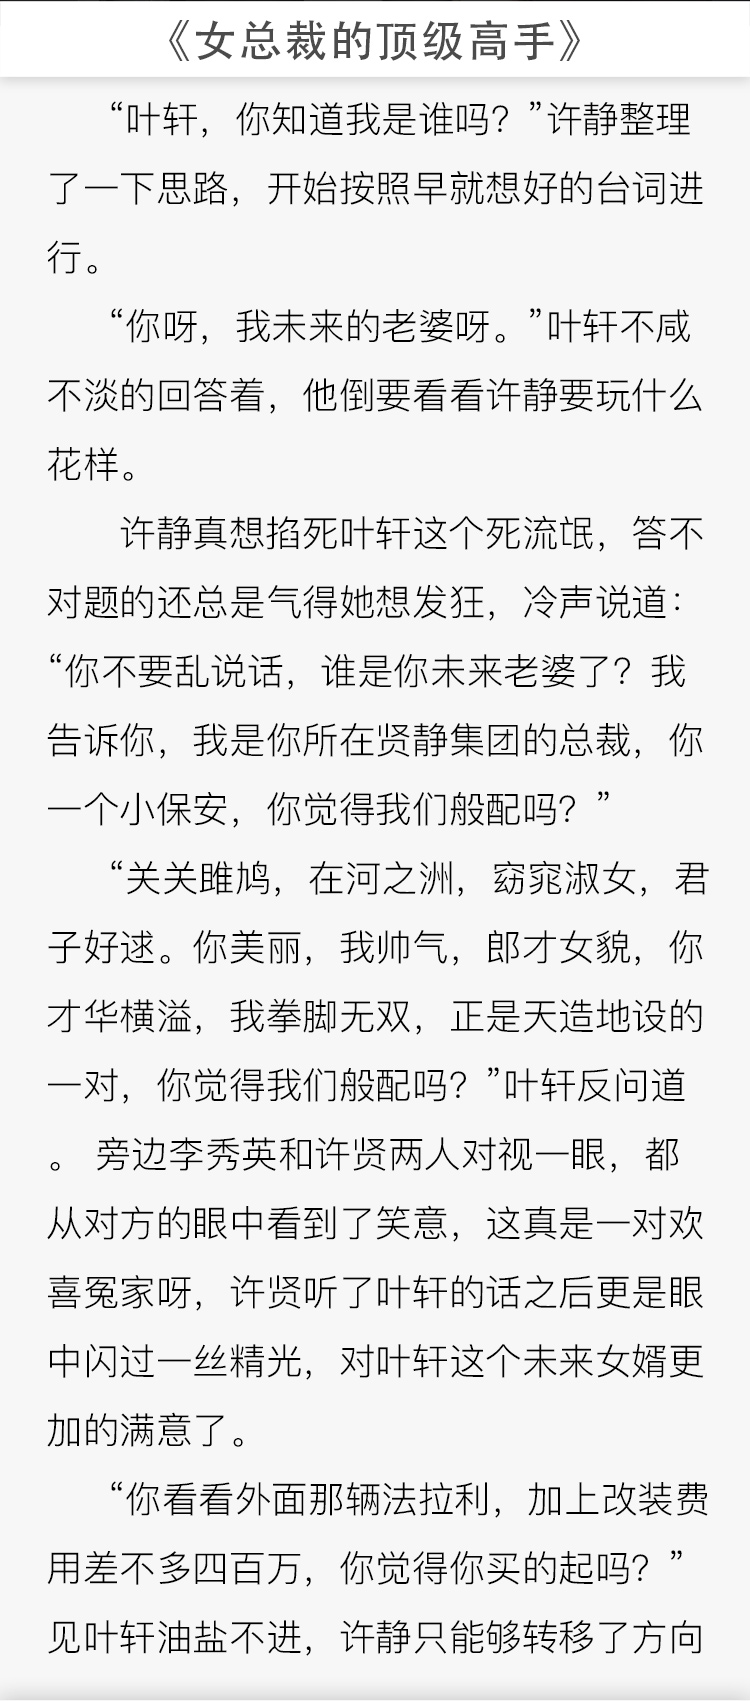 《女总裁的顶级高手》
“叶轩，你知道我是谁吗？”许静整理
了一下思路，开始按照早就想好的台词进
行。
“你呀，我未来的老婆呀。”叶轩不咸
不淡的回答着，他倒要看看许静要玩什么
花样。
许静真想掐死叶轩这个死流氓，答不
对题的还总是气得她想发狂，冷声说道：
“你不要乱说话，谁是你未来老婆了？我
告诉你，我是你所在贤静集团的总裁，你
一个小保安，你觉得我们般配吗？”
“关关雎鸠，在河之洲，窈窕淑女，君
子好逑。你美丽，我帅气，郎才女貌，你
才华横溢，我拳脚无双，正是天造地设的
一对，你觉得我们般配吗？”叶轩反问道
。 旁边李秀英和许贤两人对视一眼，都
从对方的眼中看到了笑意，这真是一对欢
喜冤家呀，许贤听了叶轩的话之后更是眼
中闪过一丝精光，对叶轩这个未来女婿更
加的满意了。
“你看看外面那辆法拉利，加上改装费
用差不多四百万，你觉得你买的起吗？”
见叶轩油盐不进，许静只能够转移了方向